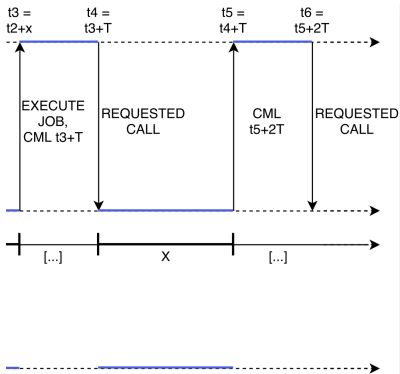 t3 =
t2+x
t4 =
t3+T
t5 =
t4+T
t6 =
t5+2T
EXECUTE
JOB,
CML t3+T
REQUESTED
CALL
CML
t5+2T
REQUESTED
CALL
[...]
X
[...]